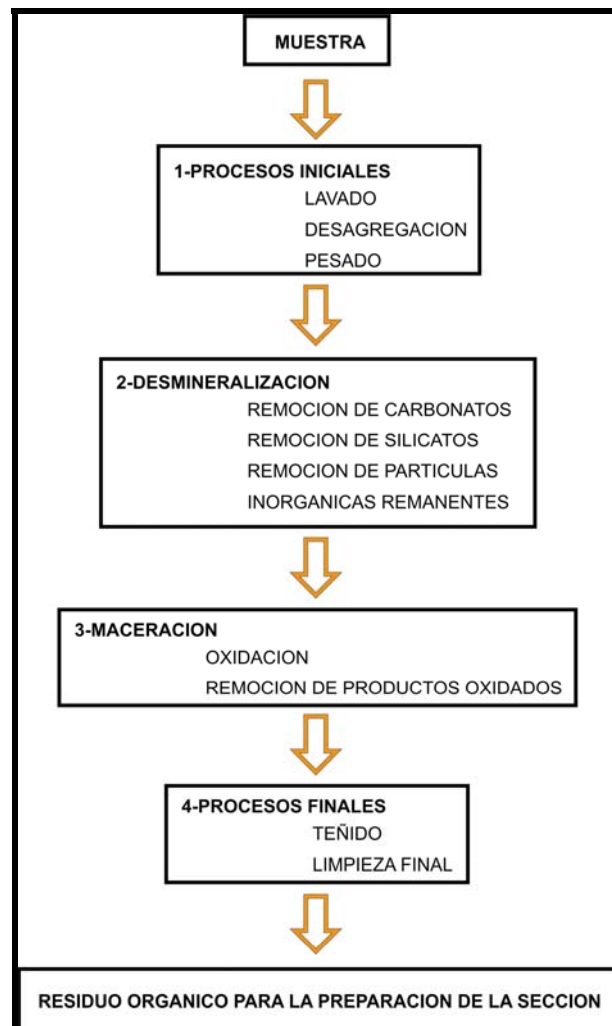 MUESTRA
1-PROCESOS INICIALES
LAVADO
DESAGREGACION
PESADO
2-DESMINERALIZACION
REMOCION DE CARBONATOS
REMOCION DE SILICATOS
REMOCION DE PARTICULAS
INORGANICAS REMANENTES
3-MACERACION
OXIDACION
REMOCION DE PRODUCTOS OXIDADOS
4-PROCESOS FINALES
TEÑIDO
LIMPIEZA FINAL
RESIDUO ORGANICO PARA LA PREPARACION DE LA SECCION